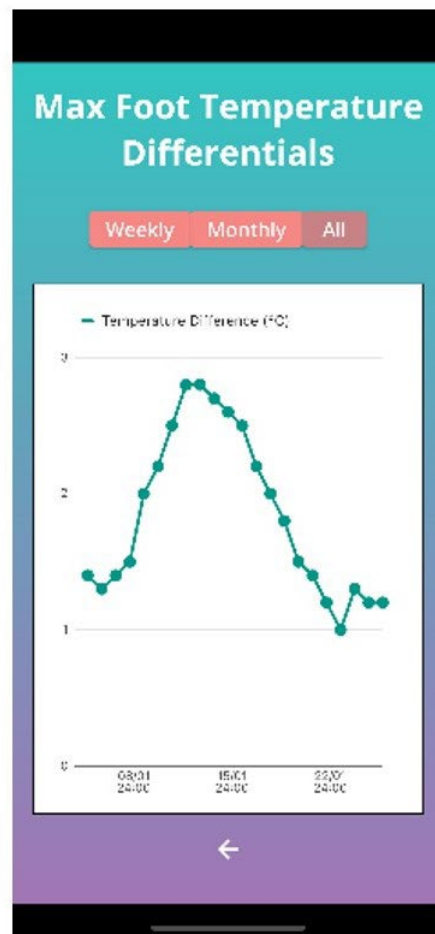 Max Foot Temperature
Differentials
Weekly Monthly All
Temperature Difference (°C)
3
2
1
0
08/01 15/01 22/01
24:00 24:00 24:00